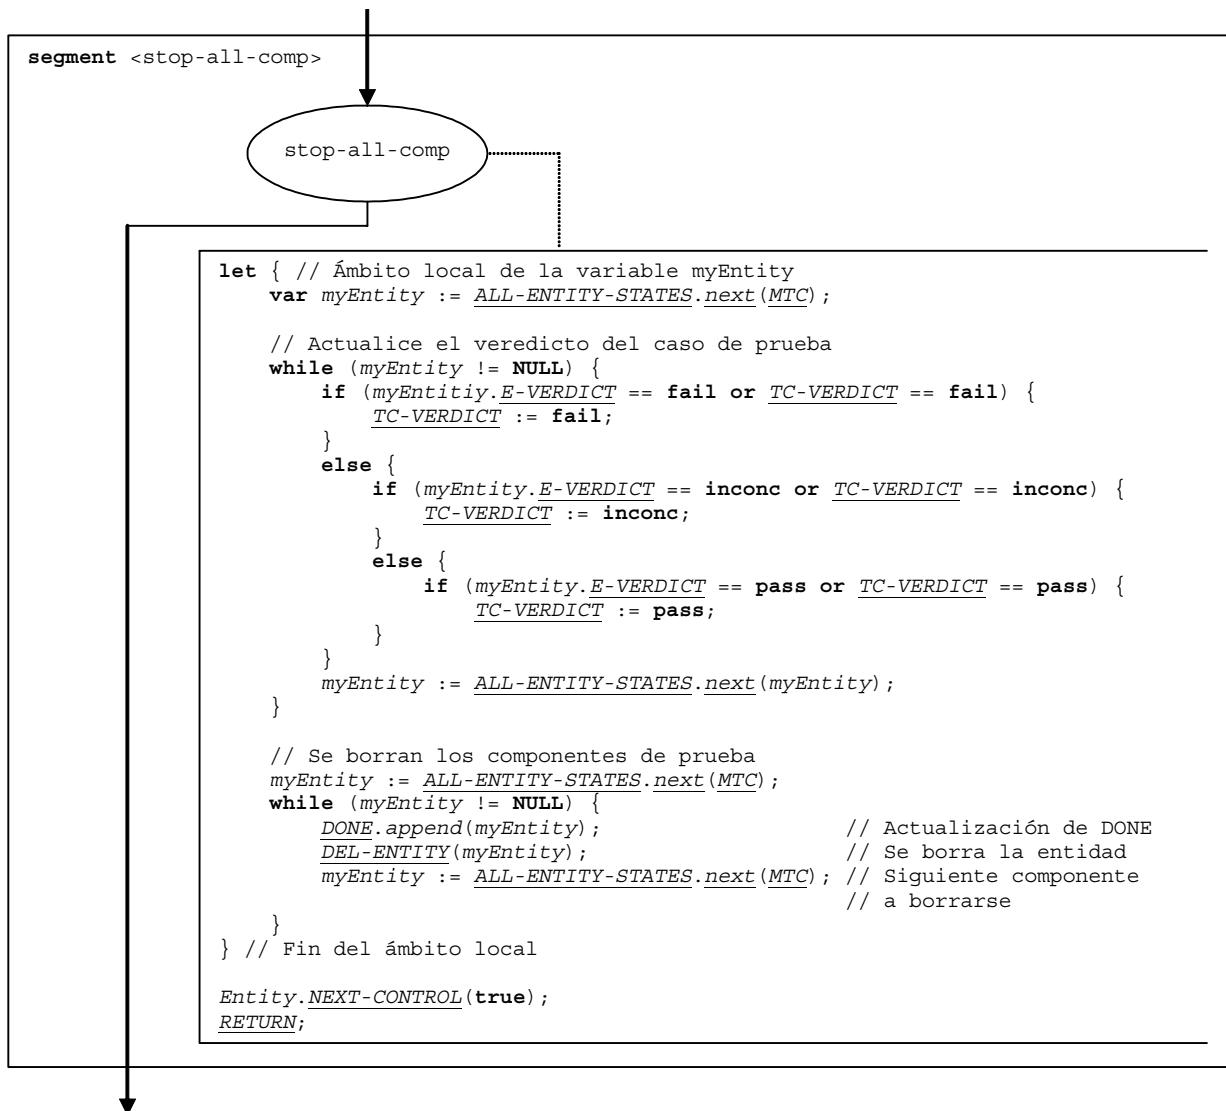 segment <stop-all-comp>
stop-all-comp
let { // Ámbito local de la variable myEntity
var myEntity := ALL-ENTITY-STATES.next(MTC);
// Actualice el veredicto del caso de prueba
while (myEntity != NULL) {
if (myEntitiy.E-VERDICT == fail or TC-VERDICT == fail) {
TC-VERDICT := fail;
}
else {
if (myEntity.E-VERDICT == inconc or TC-VERDICT == inconc) {
TC-VERDICT := inconc;
}
else {
if (myEntity.E-VERDICT == pass or TC-VERDICT == pass) {
TC-VERDICT := pass;
}
}
myEntity := ALL-ENTITY-STATES.next(myEntity);
}
// Se borran los componentes de prueba
myEntity := ALL-ENTITY-STATES.next(MTC);
while (myEntity != NULL) {
DONE.append(myEntity); // Actualización de DONE
DEL-ENTITY(myEntity); // Se borra la entidad
myEntity := ALL-ENTITY-STATES.next(MTC); // Siguiente componente
// a borrarse
}
} // Fin del ámbito local
Entity.NEXT-CONTROL(true);
RETURN;